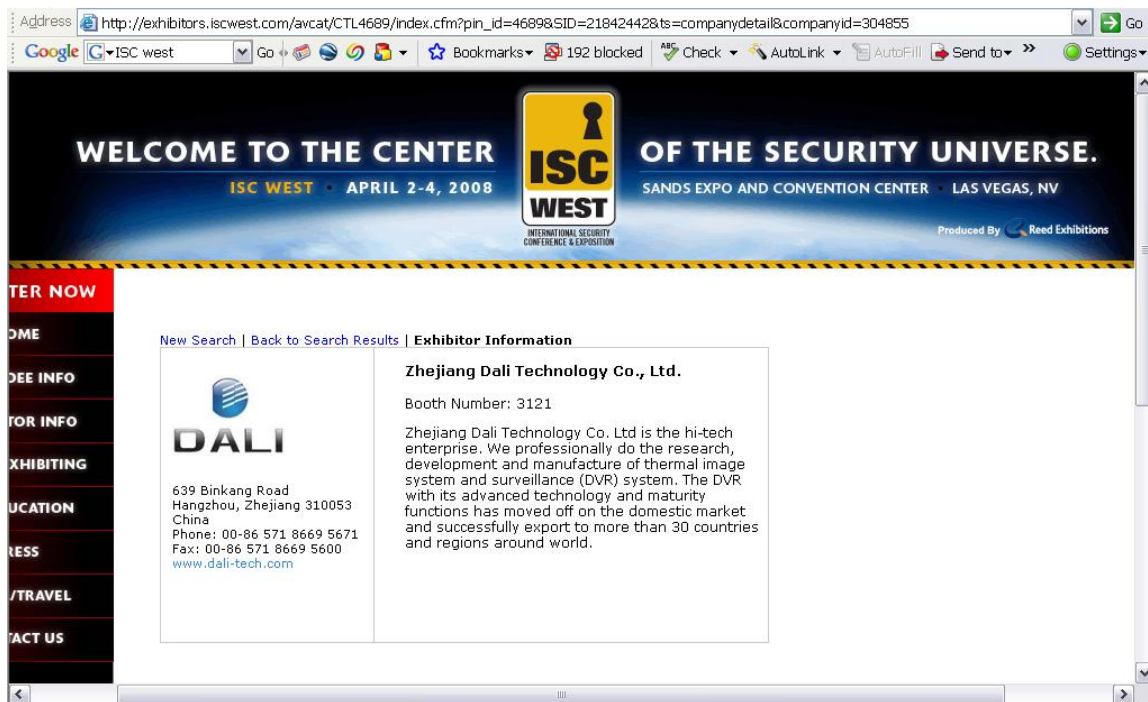 Address http://exhibitors.iscwest.com/avcat/CTL4689/index.cfm?pin_id=4689&SID=21842442&ts=companydetail&companyid=304855 Go
Google G ISC west Go Bookmarks 192 blocked ABC Check AutoLink AutoFill Send to » Settings
WELCOME TO THE CENTER OF THE SECURITY UNIVERSE.
ISC WEST • APRIL 2-4, 2008 SANDS EXPO AND CONVENTION CENTER • LAS VEGAS, NV
ISC
WEST
INTERNATIONAL SECURITY
CONFERENCE & EXPOSITION
Produced By Reed Exhibitions
TER NOW
OME
DEE INFO
TOR INFO
XHIBITING
UCATION
RESS
/TRAVEL
TACT US
New Search | Back to Search Results | Exhibitor Information
DALI
639 Binkang Road
Hangzhou, Zhejiang 310053
China
Phone: 00-86 571 8669 5671
Fax: 00-86 571 8669 5600
www.dali-tech.com
Zhejiang Dali Technology Co., Ltd.
Booth Number: 3121
Zhejiang Dali Technology Co. Ltd is the hi-tech
enterprise. We professionally do the research,
development and manufacture of thermal image
system and surveillance (DVR) system. The DVR
with its advanced technology and maturity
functions has moved off on the domestic market
and successfully export to more than 30 countries
and regions around world.